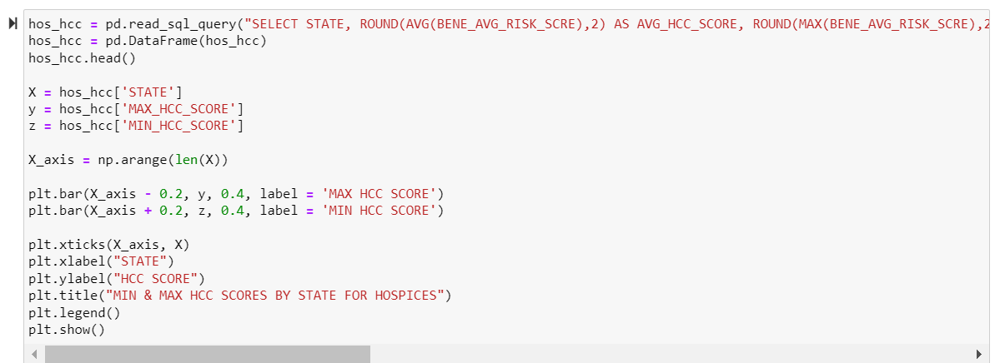 hos_hcc = pd.read_sql_query("SELECT STATE, ROUND(AVG(BENE_AVG_RISK_SCRE),2) AS AVG_HCC_SCORE, ROUND(MAX(BENE_AVG_RISK_SCRE),2
hos_hcc = pd.DataFrame(hos_hcc)
hos_hcc.head()
X = hos_hcc['STATE']
y = hos_hcc['MAX_HCC_SCORE']
z = hos_hcc['MIN_HCC_SCORE']
X_axis = np.arange(len(X))
plt.bar(X_axis - 0.2, y, 0.4, label = 'MAX HCC SCORE')
plt.bar(X_axis + 0.2, z, 0.4, label = 'MIN HCC SCORE')
plt.xticks(X_axis, X)
plt.xlabel("STATE")
plt.ylabel("HCC SCORE")
plt.title("MIN & MAX HCC SCORES BY STATE FOR HOSPICES")
plt.legend()
plt.show()